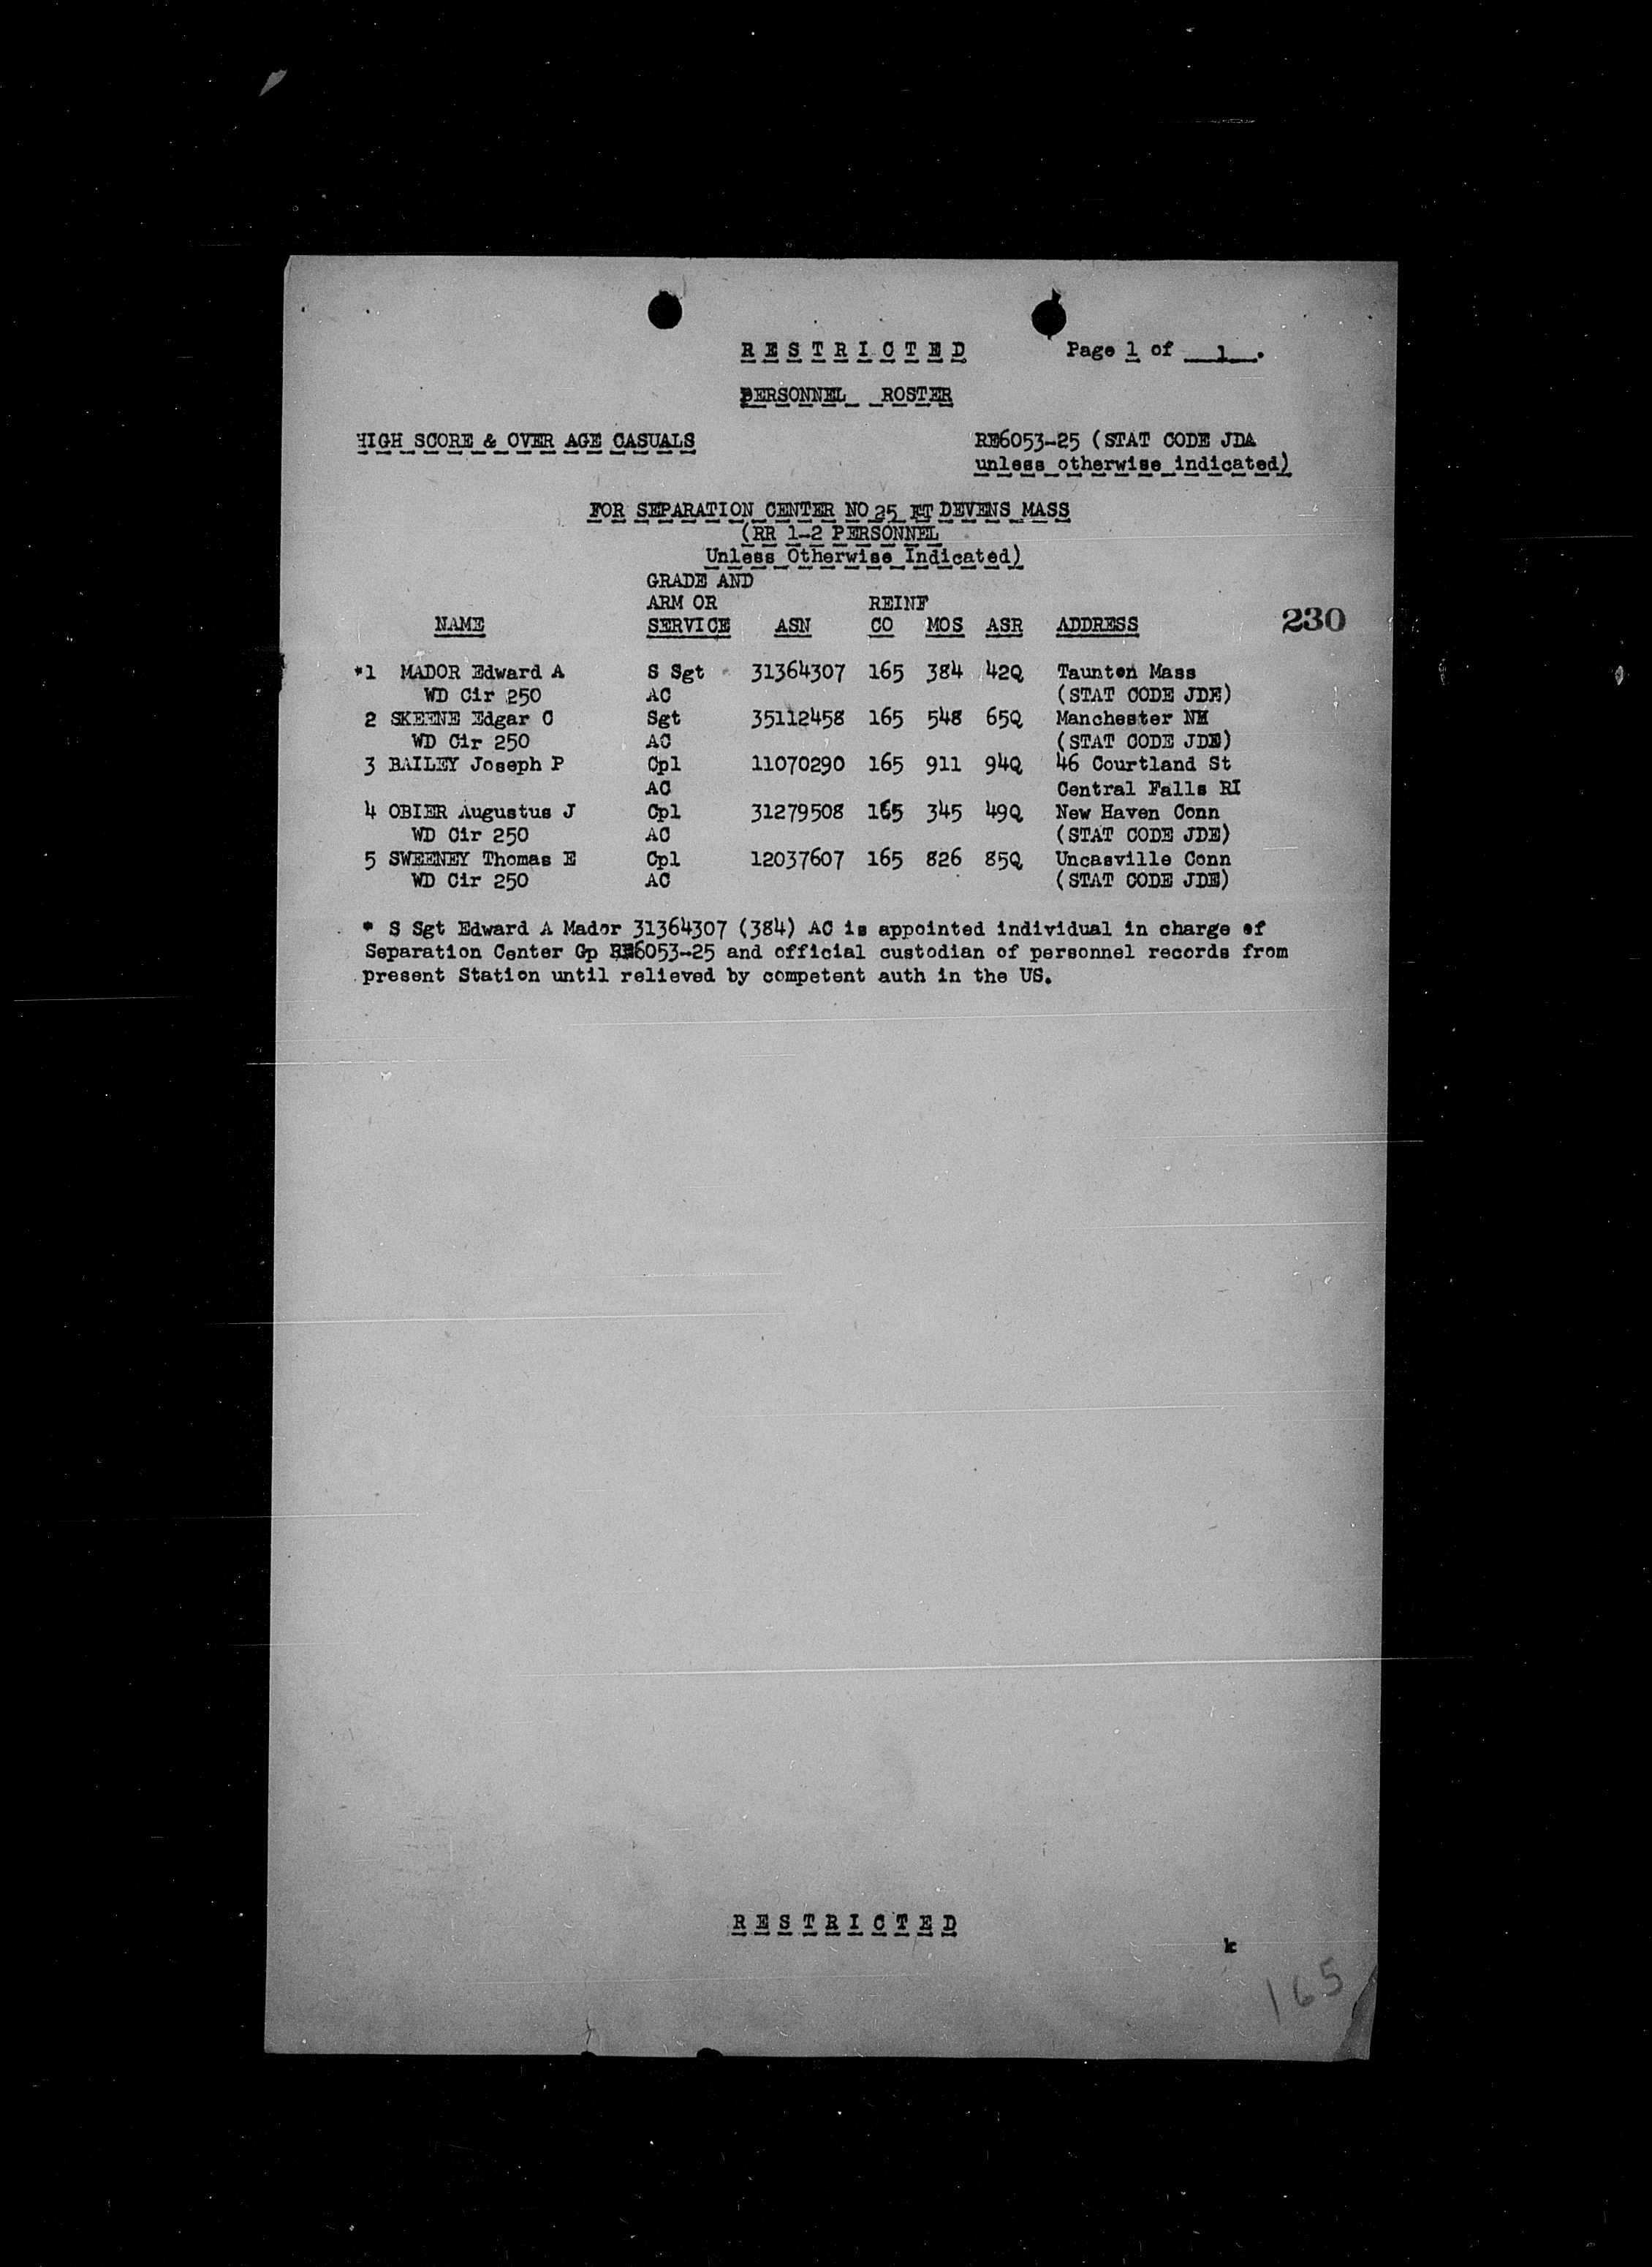 RESTRICTED Page 1 of 1.
PERSONNEL ROSTER
HIGH SCORE & OVER AGE CASUALS RE6053-25 (STAT CODE JDA
unless otherwise indicated)
FOR SEPARATION CENTER NO 25 FT DEVENS MASS
(RR 1-2 PERSONNEL
Unless Otherwise Indicated)
GRADE AND
ARM OR REINF
NAME SERVICE ASN CO MOS ASR ADDRESS 230
*1 MADOR Edward A S Sgt 31364307 165 384 42Q Taunton Mass
WD Cir 250 AC (STAT CODE JDE)
2 SKEENE Edgar C Sgt 35112458 165 548 65Q Manchester NH
WD Cir 250 AC (STAT CODE JDE)
3 BAILEY Joseph P Cpl 11070290 165 911 94Q 46 Courtland St
AC Central Falls RI
4 OBIER Augustus J Cpl 31279508 165 345 49Q New Haven Conn
WD Cir 250 AC (STAT CODE JDE)
5 SWEENEY Thomas E Cpl 12037607 165 826 85Q Uncasville Conn
WD Cir 250 AC (STAT CODE JDE)
* S Sgt Edward A Mador 31364307 (384) AC is appointed individual in charge of
Separation Center Gp RE6053-25 and official custodian of personnel records from
present Station until relieved by competent auth in the US.
RESTRICTED
k
165